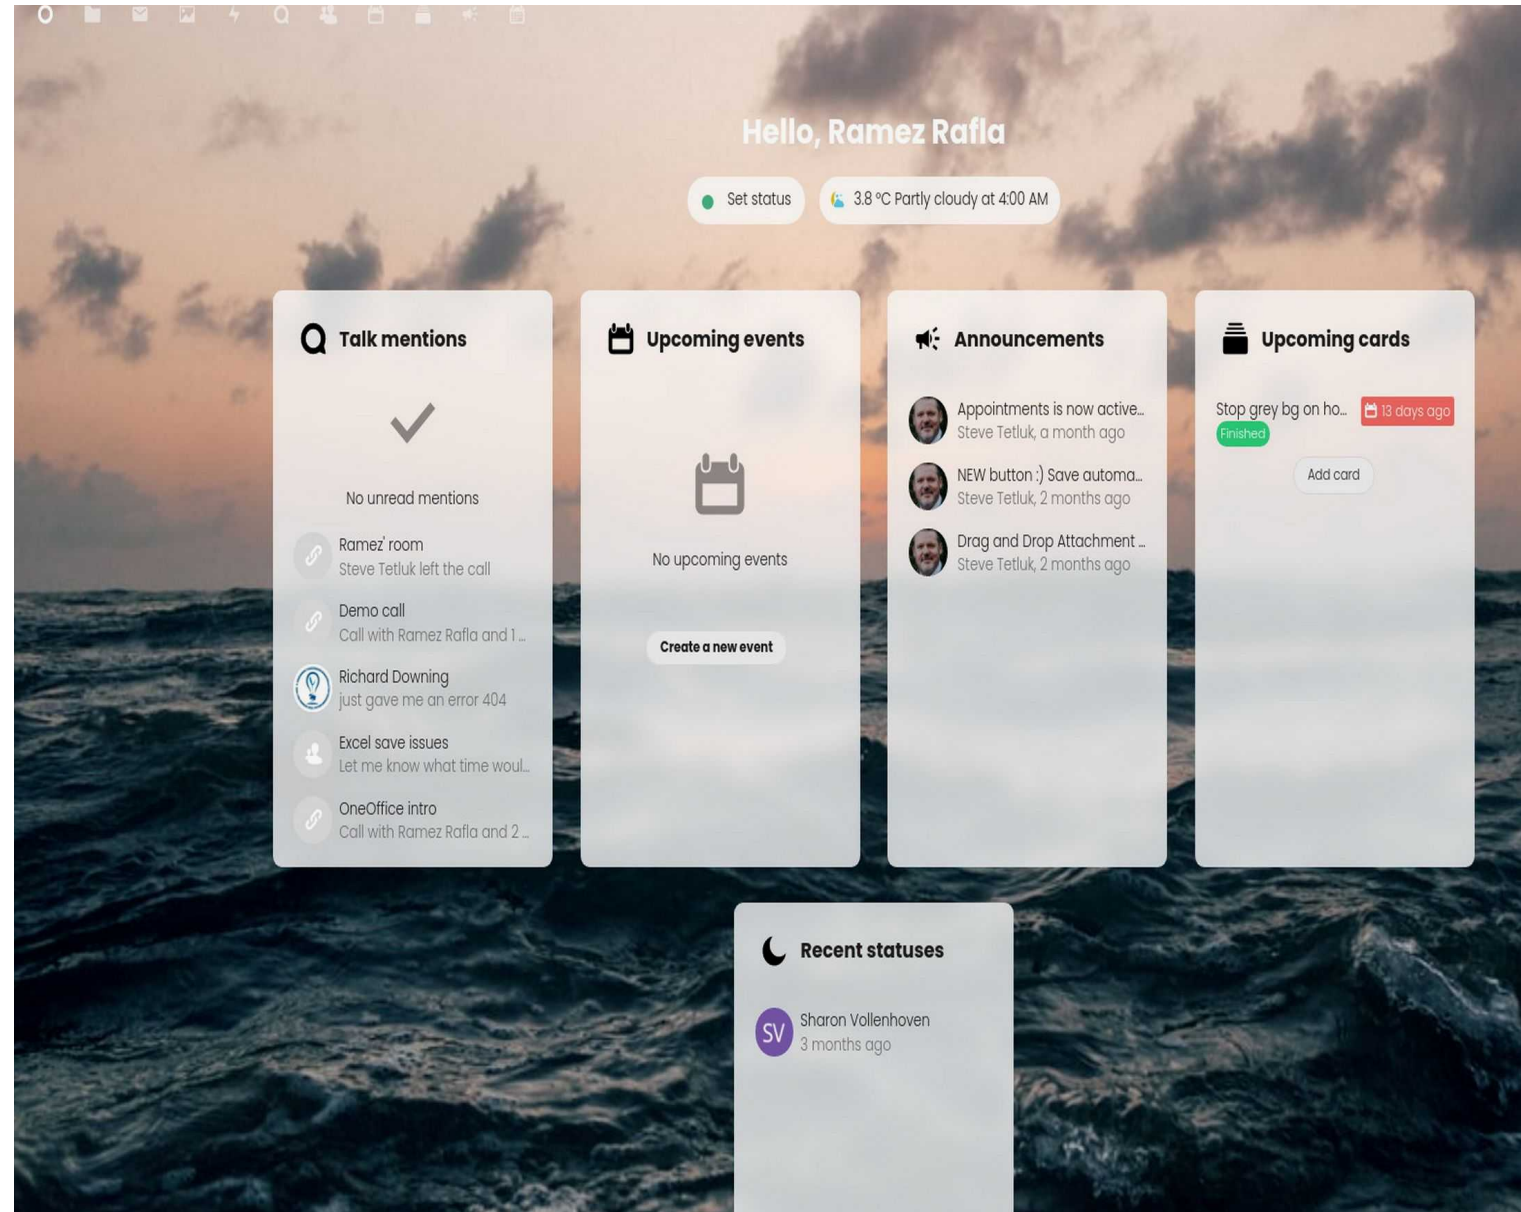 Hello, Ramez Rafla
Set status
3.8 °C Partly cloudy at 4:00 AM
Talk mentions
No unread mentions
Ramez' room
Steve Tetluk left the call
Demo call
Call with Ramez Rafla and 1 ...
Richard Downing
just gave me an error 404
Excel save issues
Let me know what time woul...
OneOffice intro
Call with Ramez Rafla and 2 ...
Upcoming events
No upcoming events
Create a new event
Announcements
Appointments is now active...
Steve Tetluk, a month ago
NEW button :) Save automa...
Steve Tetluk, 2 months ago
Drag and Drop Attachment ...
Steve Tetluk, 2 months ago
Upcoming cards
Stop grey bg on ho... 13 days ago
Finished
Add card
Recent statuses
SV
Sharon Vollenhoven
3 months ago